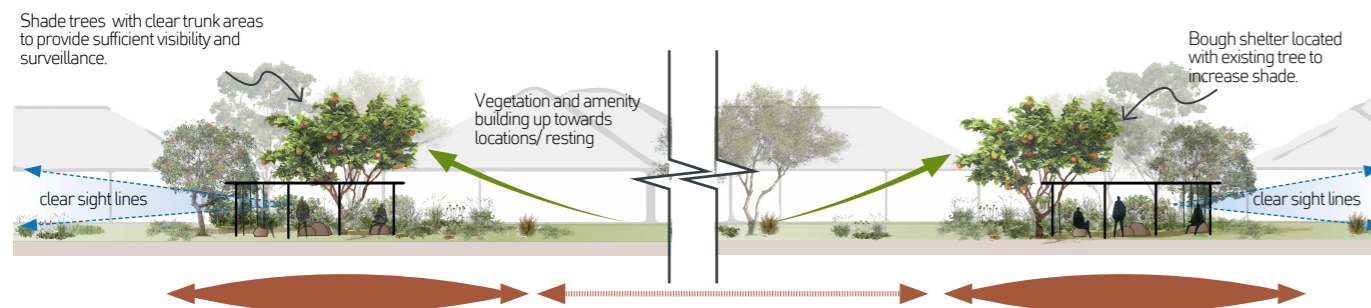 Shade trees with clear trunk areas
to provide sufficient visibility and
surveillance.
Vegetation and amenity
building up towards
locations/ resting
clear sight lines
Bough shelter located
with existing tree to
increase shade.
clear sight lines